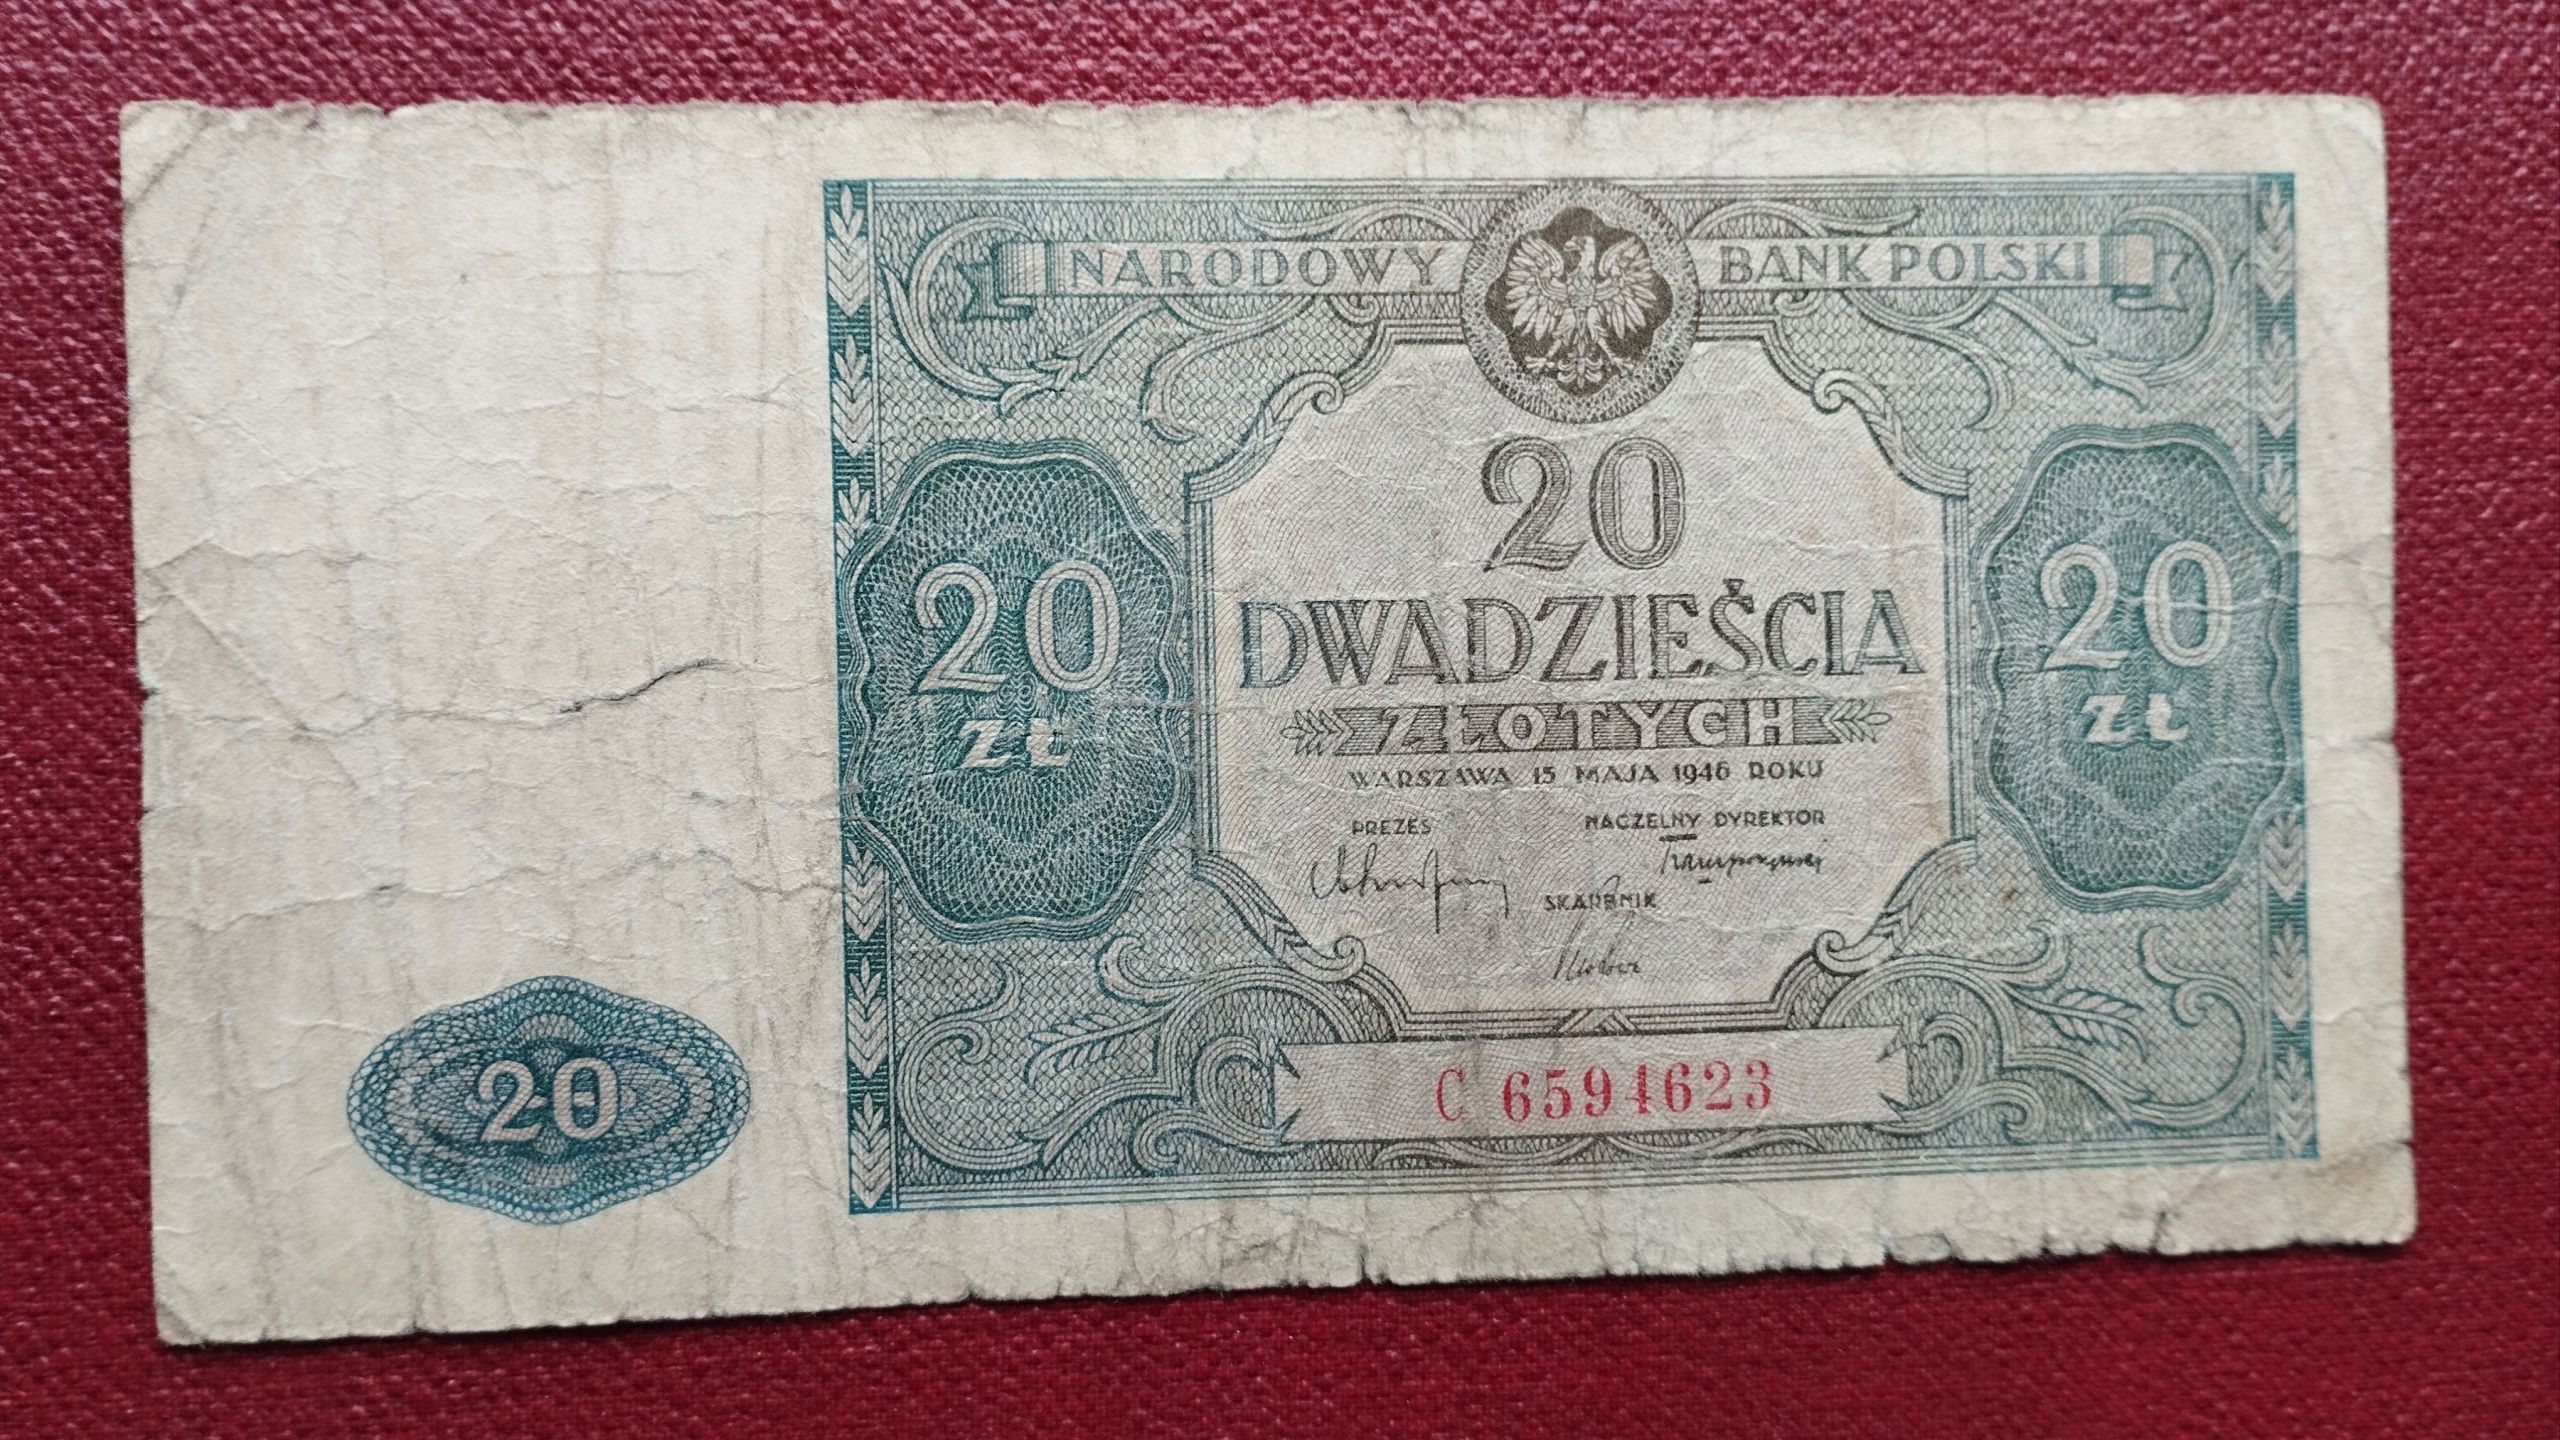 NARODOWY BANK POLSKI
20
DWADZIEŚCIA
ZŁOTYCH
WARSZAWA 15 MAJA 1946 ROKU
PREZES NACZELNY DYREKTOR
SKARBNIK
C 6594623
20
zł
20
zł
20